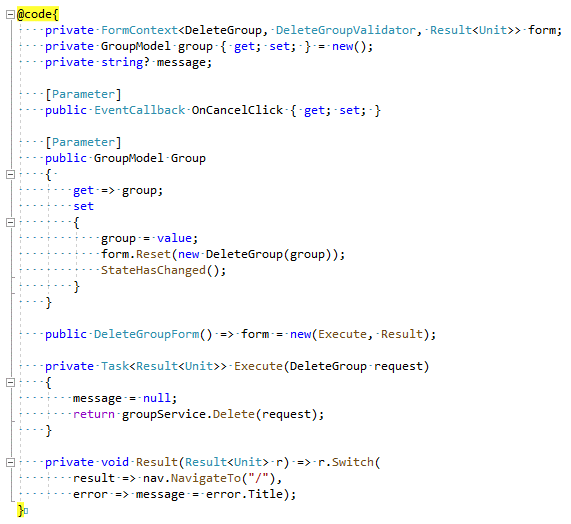 @code{
    private FormContext<DeleteGroup, DeleteGroupValidator, Result<Unit>> form;
    private GroupModel group { get; set; } = new();
    private string? message;

    [Parameter]
    public EventCallback OnCancelClick { get; set; }

    [Parameter]
    public GroupModel Group
    {
        get => group;
        set
        {
            group = value;
            form.Reset(new DeleteGroup(group));
            StateHasChanged();
        }
    }

    public DeleteGroupForm() => form = new(Execute, Result);

    private Task<Result<Unit>> Execute(DeleteGroup request)
    {
        message = null;
        return groupService.Delete(request);
    }

    private void Result(Result<Unit> r) => r.Switch(
        result => nav.NavigateTo("/"),
        error => message = error.Title);
}